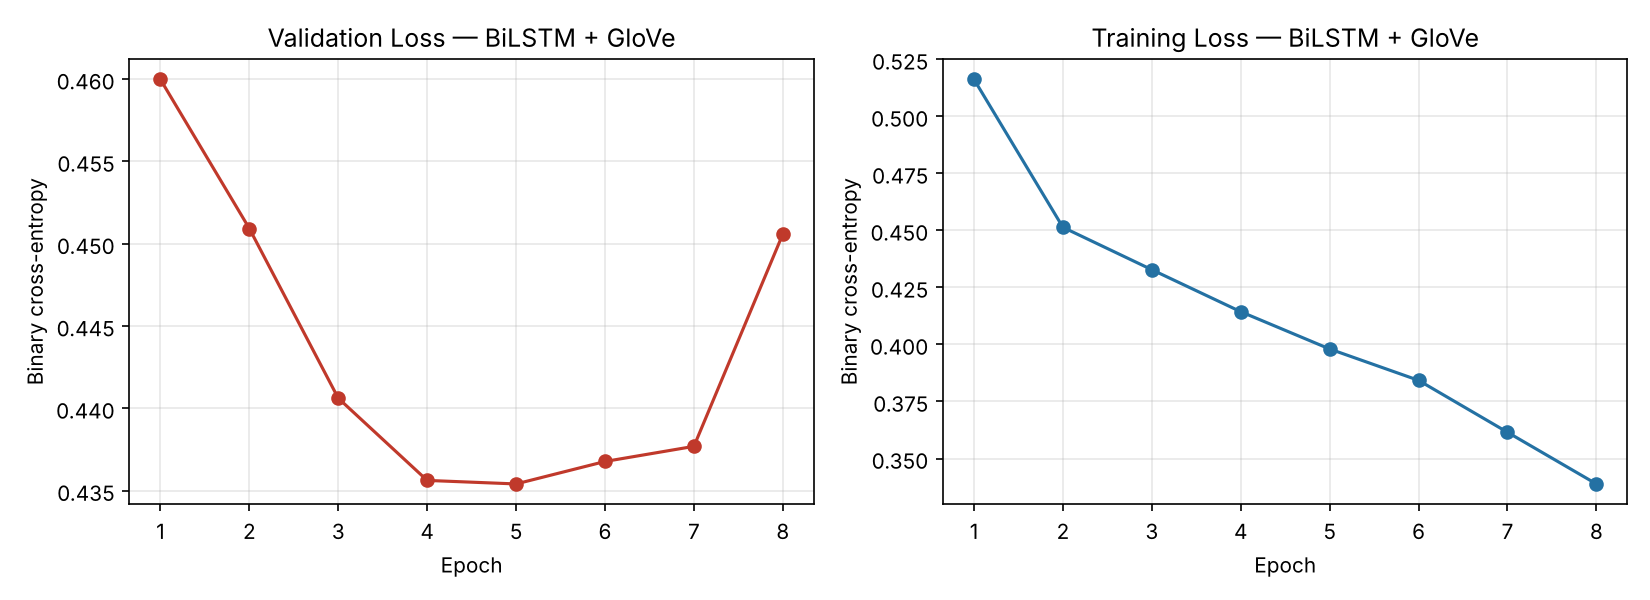 Validation Loss — BiLSTM + GloVe
Binary cross-entropy
0.460
0.455
0.450
0.445
0.440
0.435
1 2 3 4 5 6 7 8
Epoch
Training Loss — BiLSTM + GloVe
Binary cross-entropy
0.525
0.500
0.475
0.450
0.425
0.400
0.375
0.350
1 2 3 4 5 6 7 8
Epoch